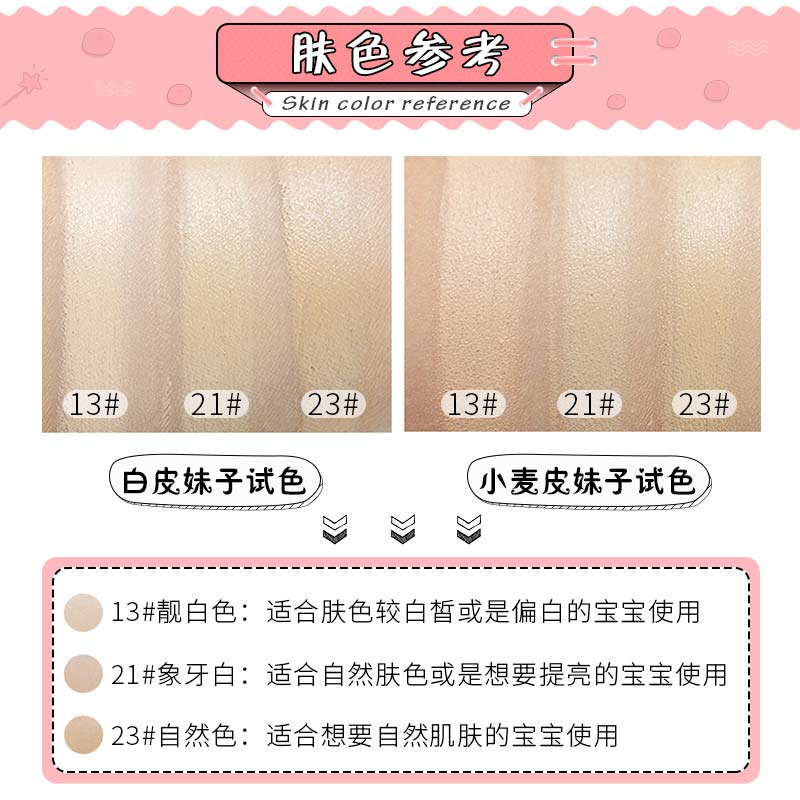 肤色参考
Skin color reference
13#
21#
23#
13#
21#
23#
白皮妹子试色
小麦皮妹子试色
13#靓白色：适合肤色较白皙或是偏白的宝宝使用
21#象牙白：适合自然肤色或是想要提亮的宝宝使用
23#自然色：适合想要自然肌肤的宝宝使用